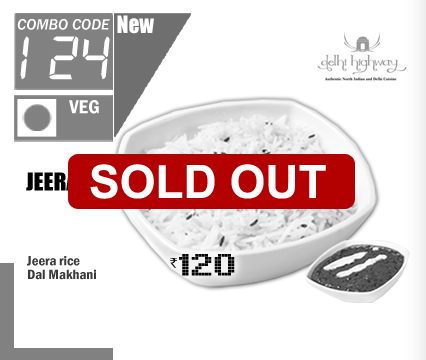 COMBO CODE
124
New
VEG
delhi highway
Authentic North Indian and Delhi Cuisine
SOLD OUT
Jeera rice
Dal Makhani
₹120